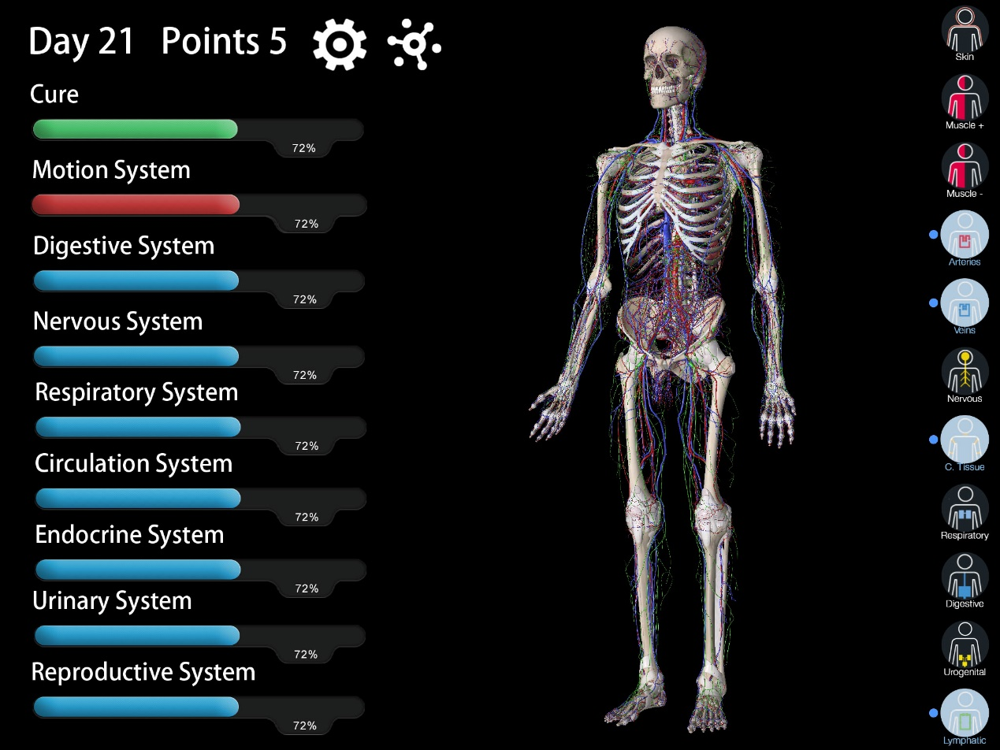 Day 21 Points 5
Cure
72%
Motion System
72%
Digestive System
72%
Nervous System
72%
Respiratory System
72%
Circulation System
72%
Endocrine System
72%
Urinary System
72%
Reproductive System
72%
Skin
Muscle +
Muscle -
Arteries
Veins
Nervous
C. Tissue
Respiratory
Digestive
Urogenital
Lymphatic